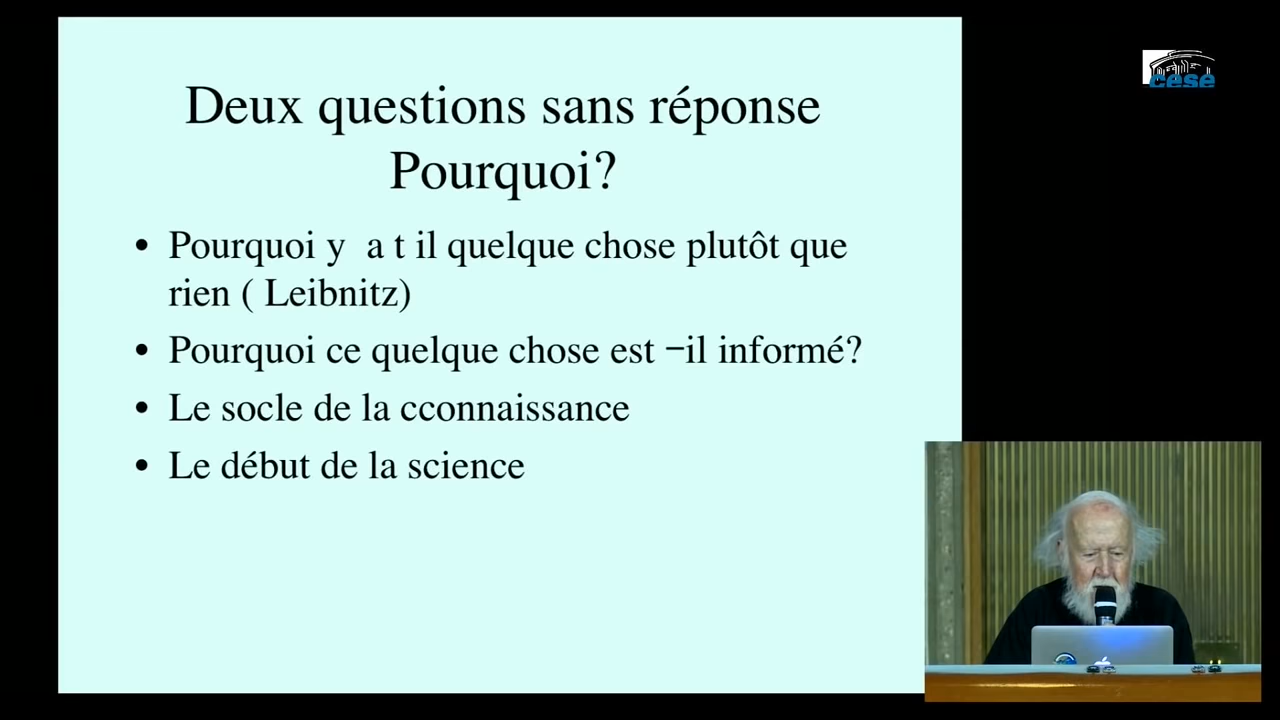 Deux questions sans réponse
Pourquoi?
• Pourquoi y  a t il quelque chose plutôt que
rien ( Leibnitz)
• Pourquoi ce quelque chose est –il informé?
• Le socle de la cconnaissance
• Le début de la science
cese